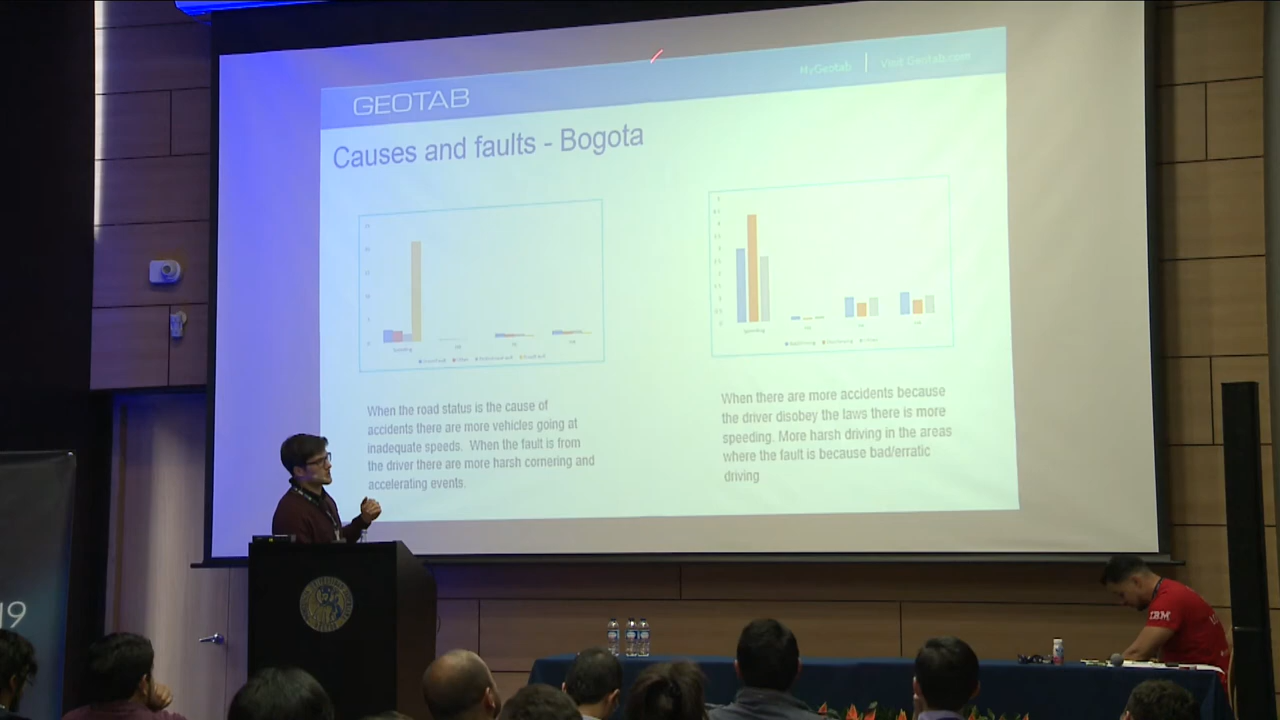 MyGeotab
Visit Geotab.com
GEOTAB
Causes and faults - Bogota
speeding
speeding
When the road status is the cause of
accidents there are more vehicles going at
inadequate speeds. When the fault is from
the driver there are more harsh cornering and
accelerating events.
When there are more accidents because
the driver disobey the laws there is more
speeding. More harsh driving in the areas
where the fault is because bad/erratic
driving
IBM
19